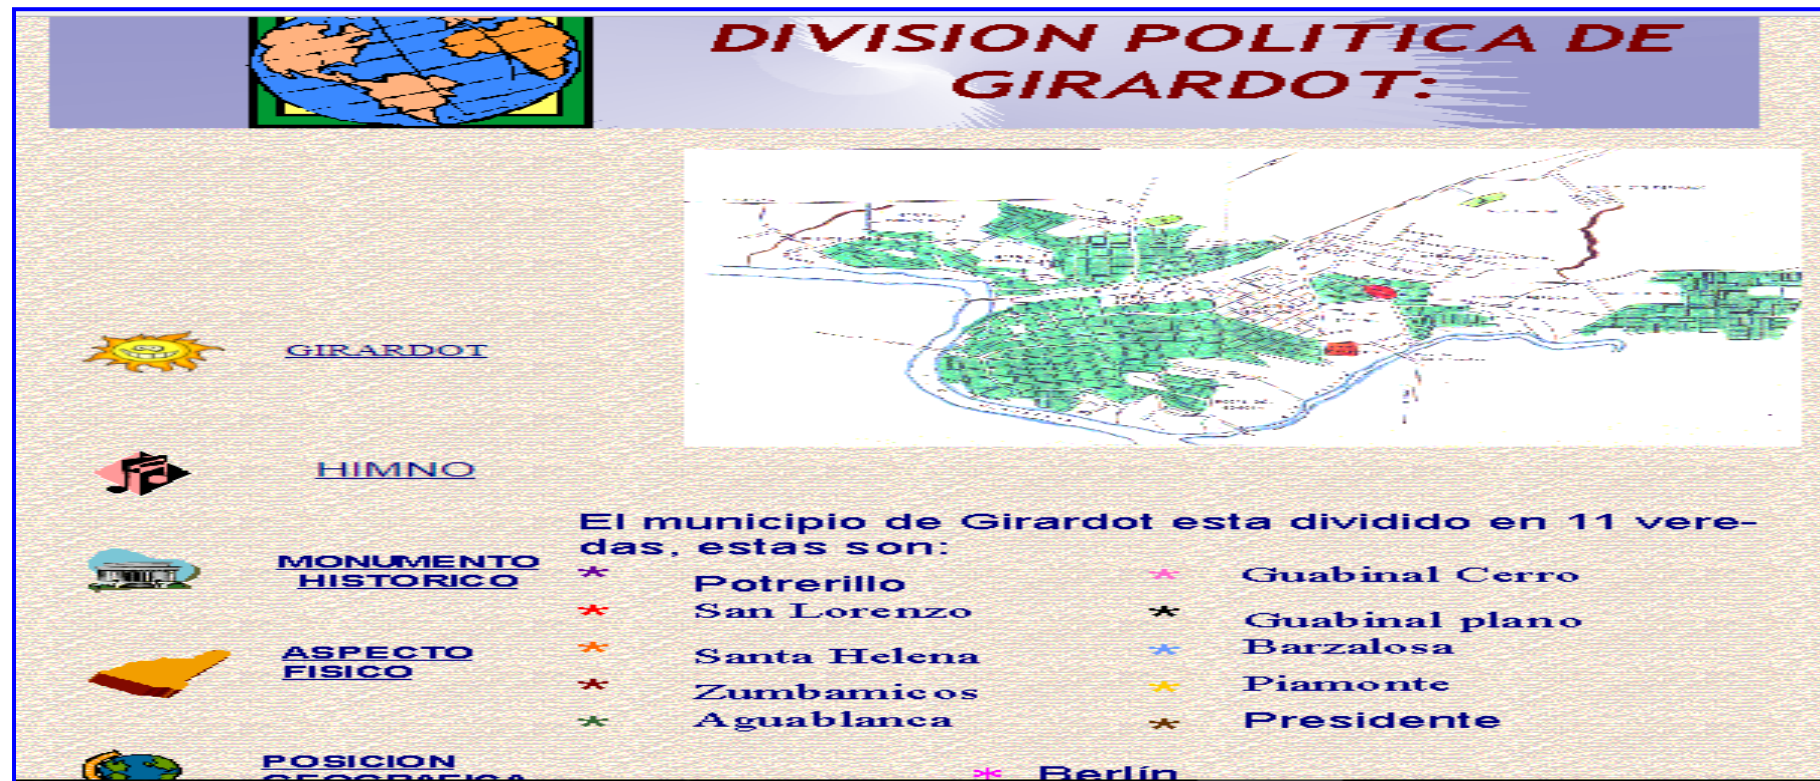 DIVISION POLITICA DE
GIRARDOT:
GIRARDOT
HIMNO
MONUMENTO
HISTORICO
ASPECTO
FISICO
POSICION
GEOGRAFICA
El municipio de Girardot esta dividido en 11 vere-
das, estas son:
* Potrerillo
* San Lorenzo
* Santa Helena
* Zumbamicos
* Aguablanca
* Guabinal Cerro
* Guabinal plano
* Barzalosa
* Piamonte
* Presidente
* Berlín